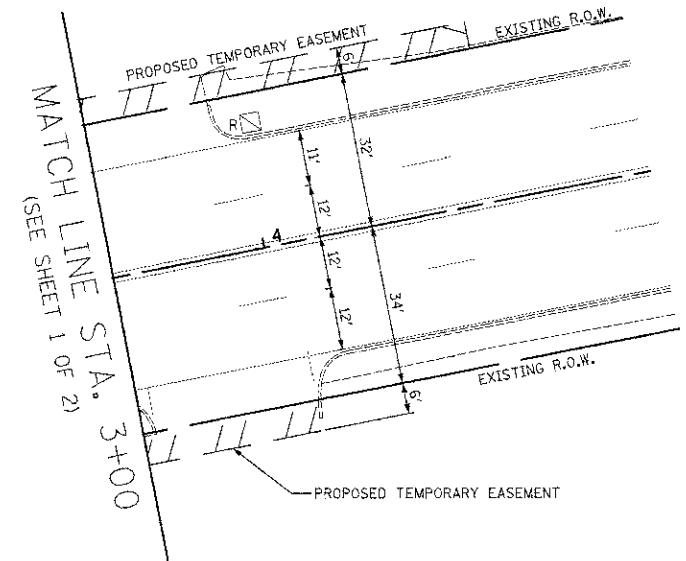 PROPOSED TEMPORARY EASEMENT
EXISTING R.O.W.
6'
R
11'
32'
12'
4
12'
34'
12'
EXISTING R.O.W.
6'
MATCH LINE STA. 3+00
(SEE SHEET 1 OF 2)
PROPOSED TEMPORARY EASEMENT